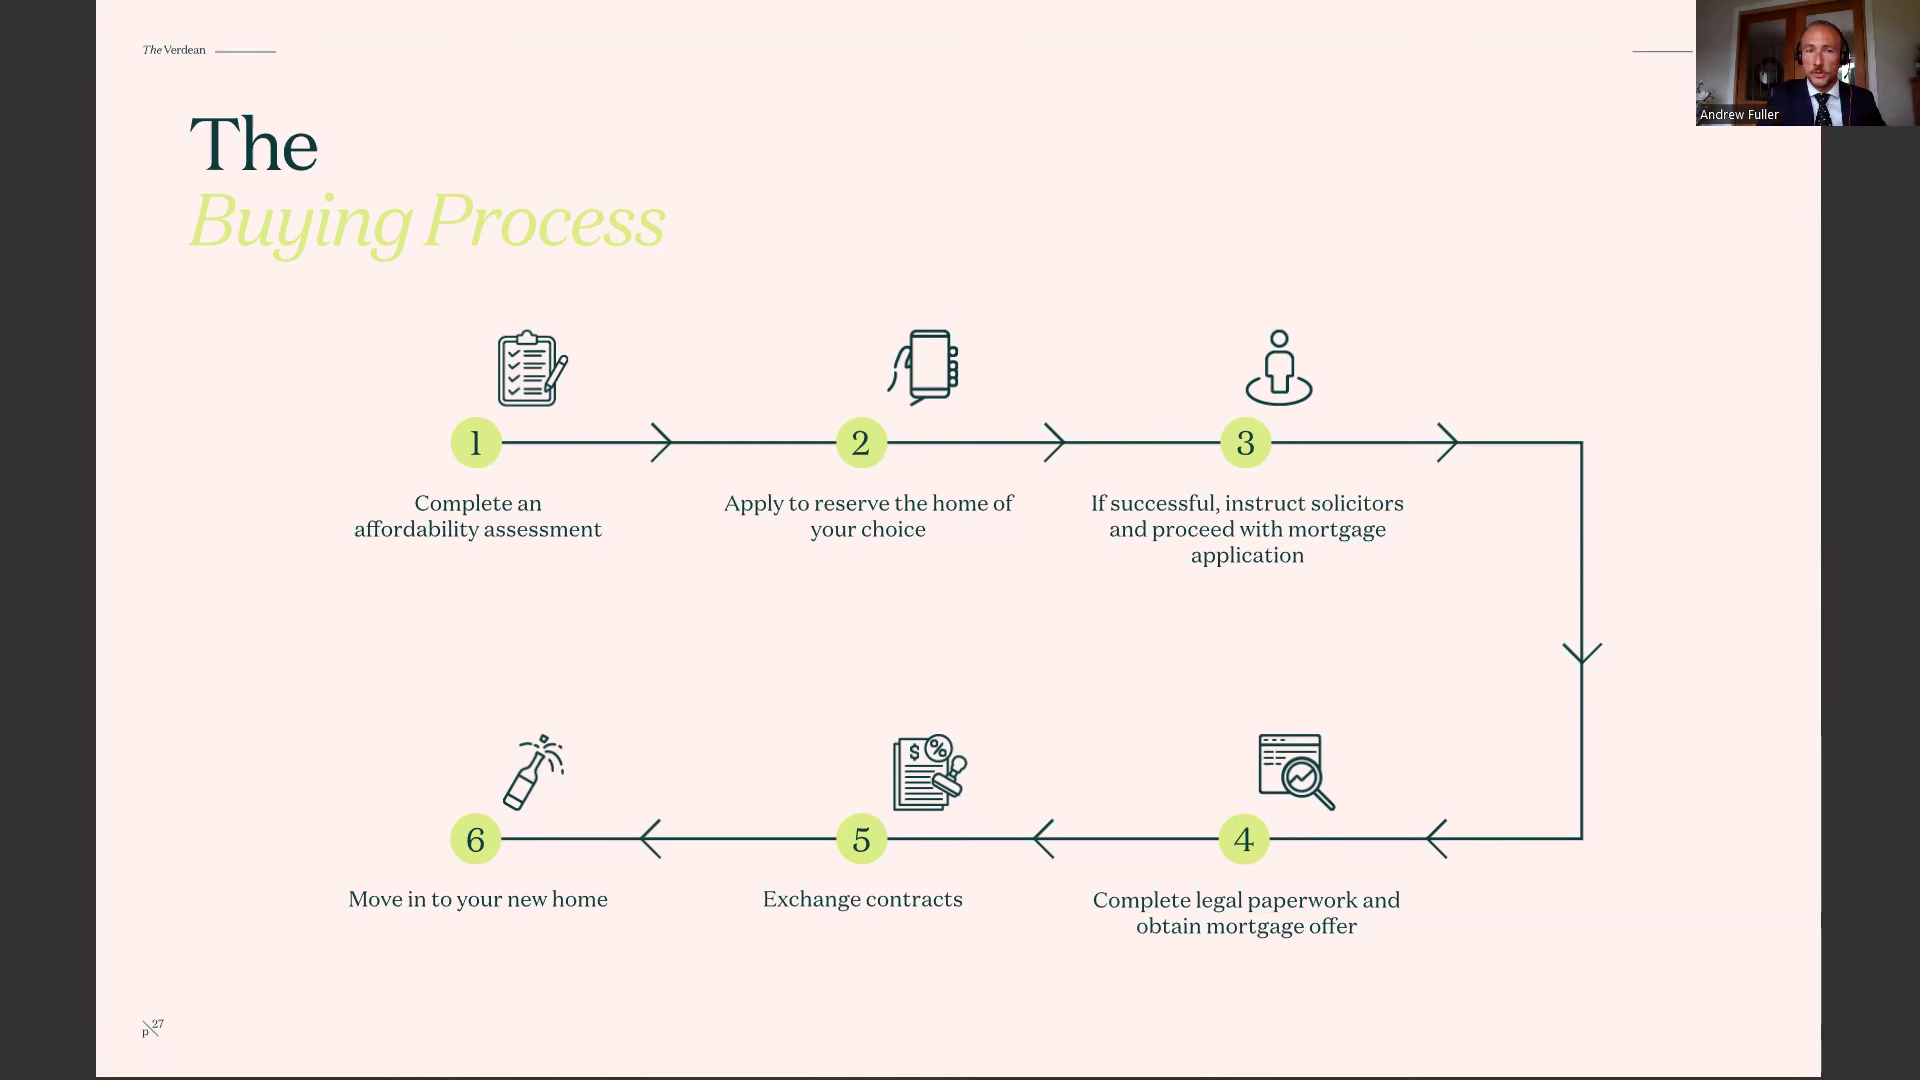 The Verdean
Andrew Fuller
The
Buying Process
1
2
3
Complete an
affordability assessment
Apply to reserve the home of
your choice
If successful, instruct solicitors
and proceed with mortgage
application
$ %
6
5
4
Move in to your new home
Exchange contracts
Complete legal paperwork and
obtain mortgage offer
p 27